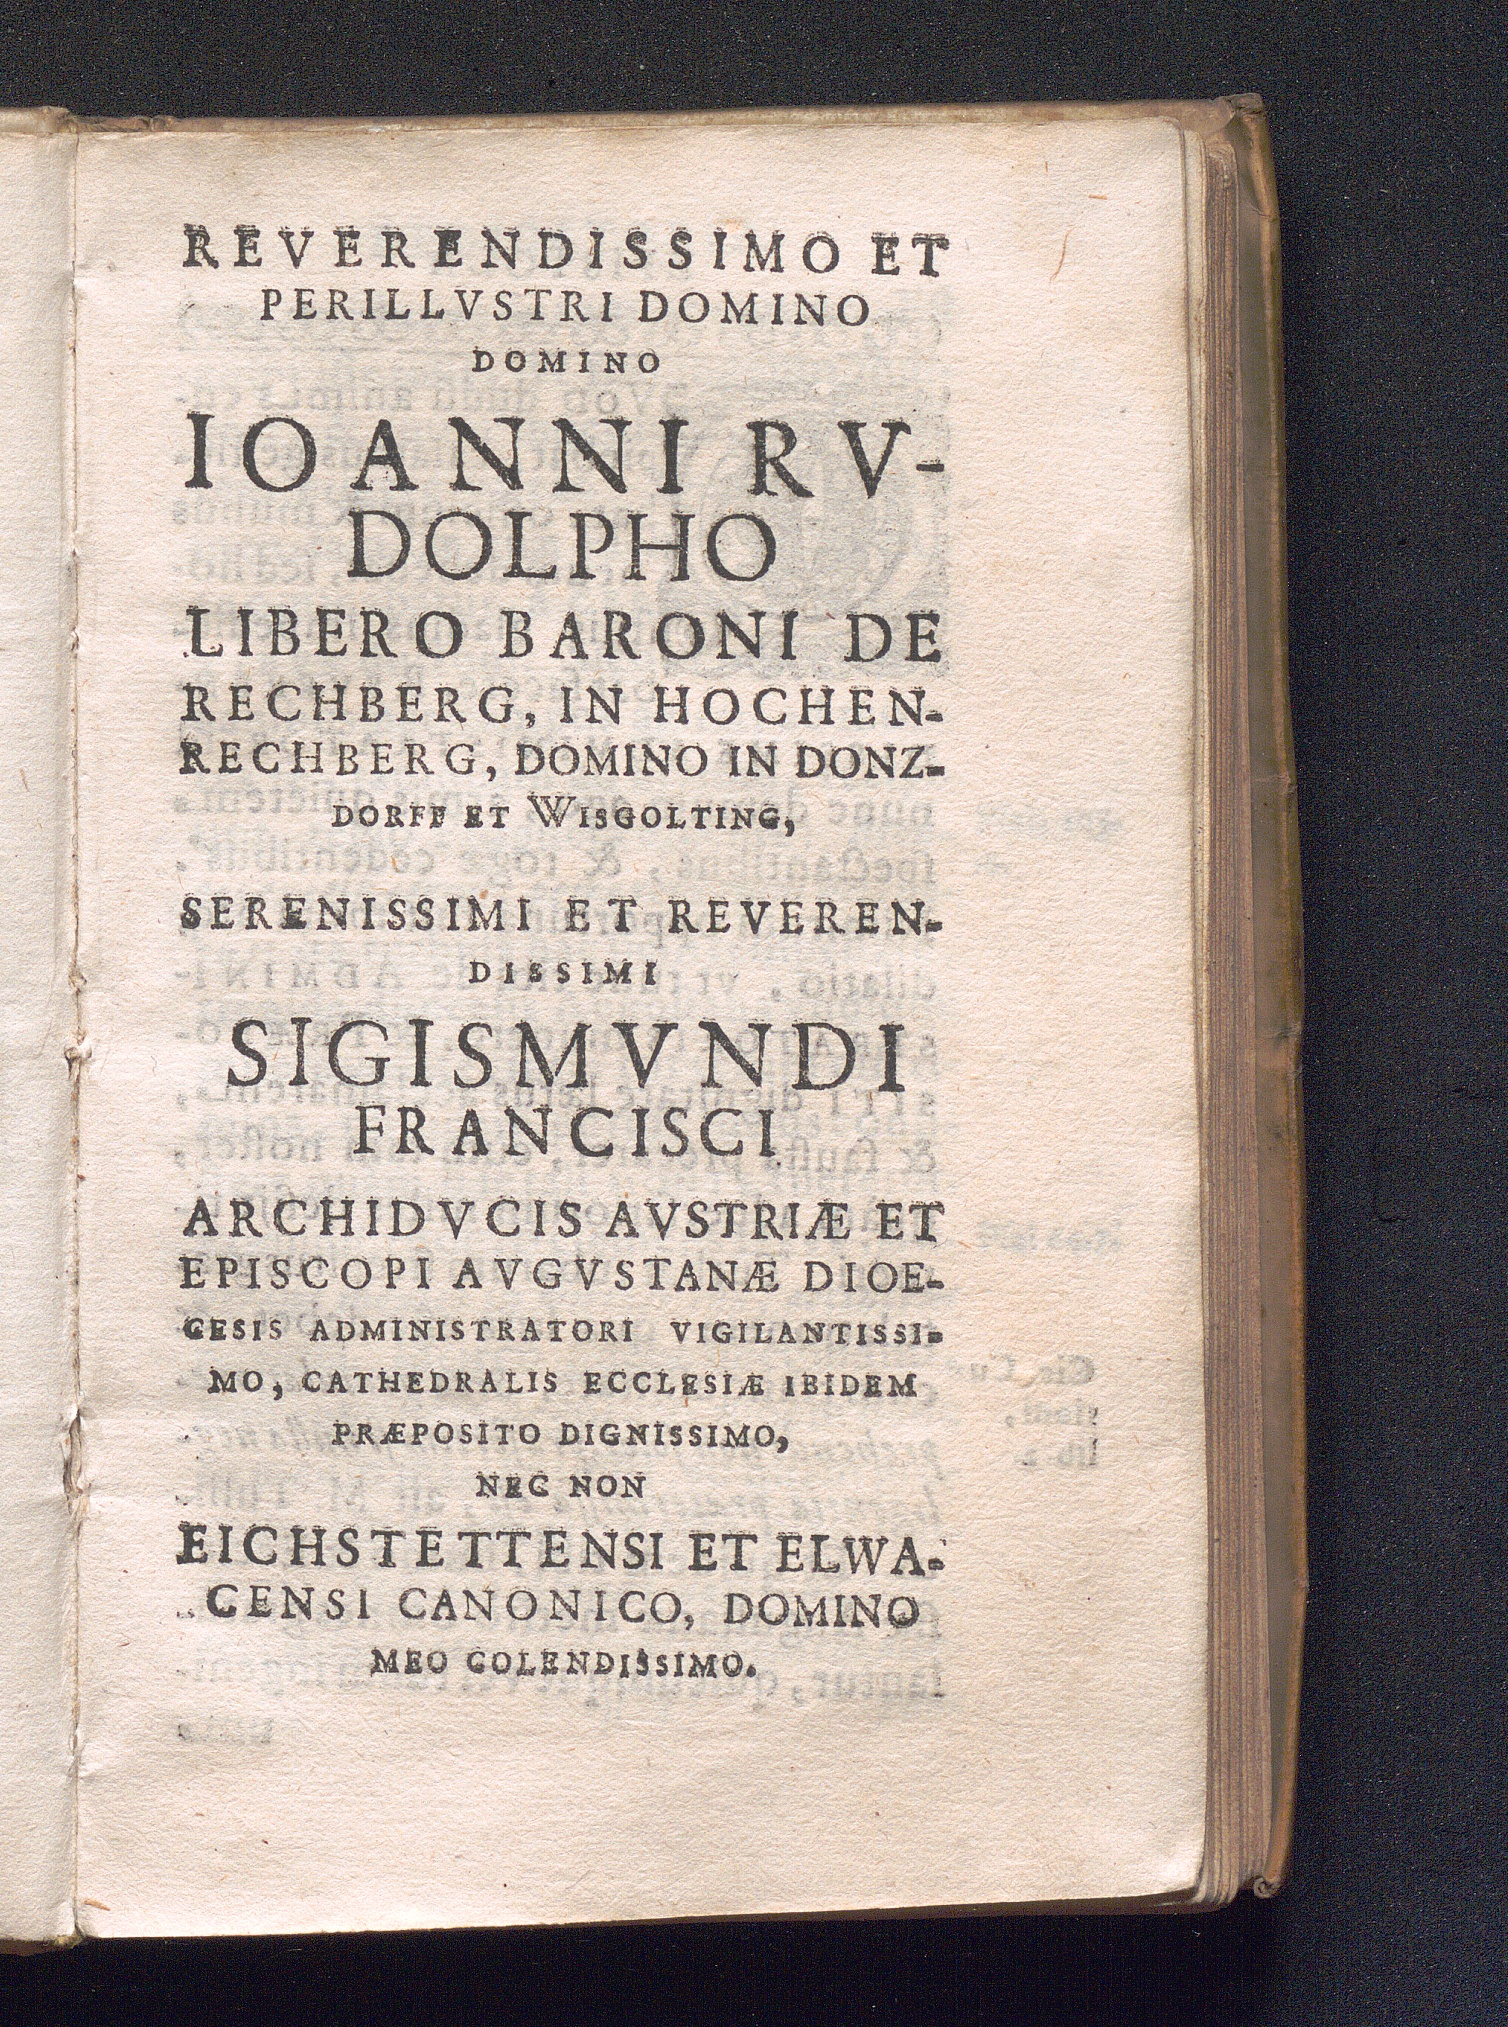 REVERENDISSIMO ET
PERILLVSTRI DOMINO
DOMINO
IOANNI RV-
DOLPHO
LIBERO BARONI DE
RECHBERG, IN HOCHEN-
RECHBERG, DOMINO IN DONZ-
DORFF ET WISGOLTING,
SERENISSIMI ET REVEREN-
DISSIMI
SIGISMVNDI
FRANCISCI
ARCHIDVCIS AVSTRIÆ ET
EPISCOPI AVGVSTANÆ DIOE-
CESIS ADMINISTRATORI VIGILANTISSI-
MO, CATHEDRALIS ECCLESIÆ IBIDEM
PRÆPOSITO DIGNISSIMO,
NEC NON
EICHSTETTENSI ET ELWA-
CENSI CANONICO, DOMINO
MEO COLENDISSIMO.